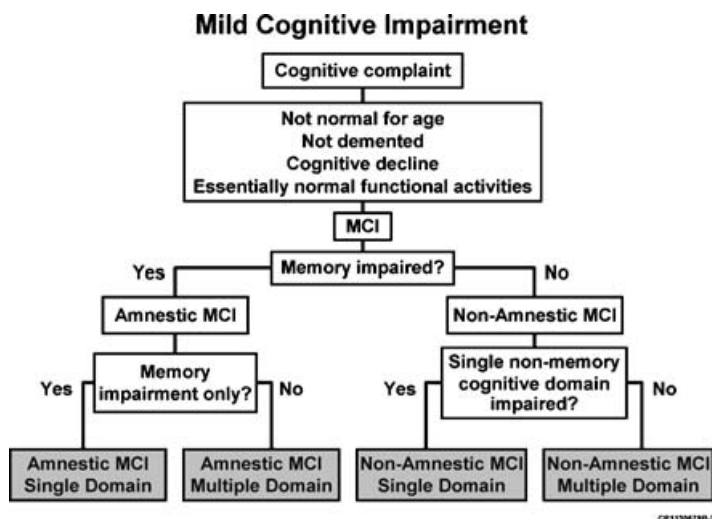 Mild Cognitive Impairment
Cognitive complaint
Not normal for age
Not demented
Cognitive decline
Essentially normal functional activities
MCI
Yes
Memory impaired?
No
Amnestic MCI
Non-Amnestic MCI
Yes
Memory
impairment only?
No
Yes
Single non-memory
cognitive domain
impaired?
No
Amnestic MCI
Single Domain
Amnestic MCI
Multiple Domain
Non-Amnestic MCI
Single Domain
Non-Amnestic MCI
Multiple Domain